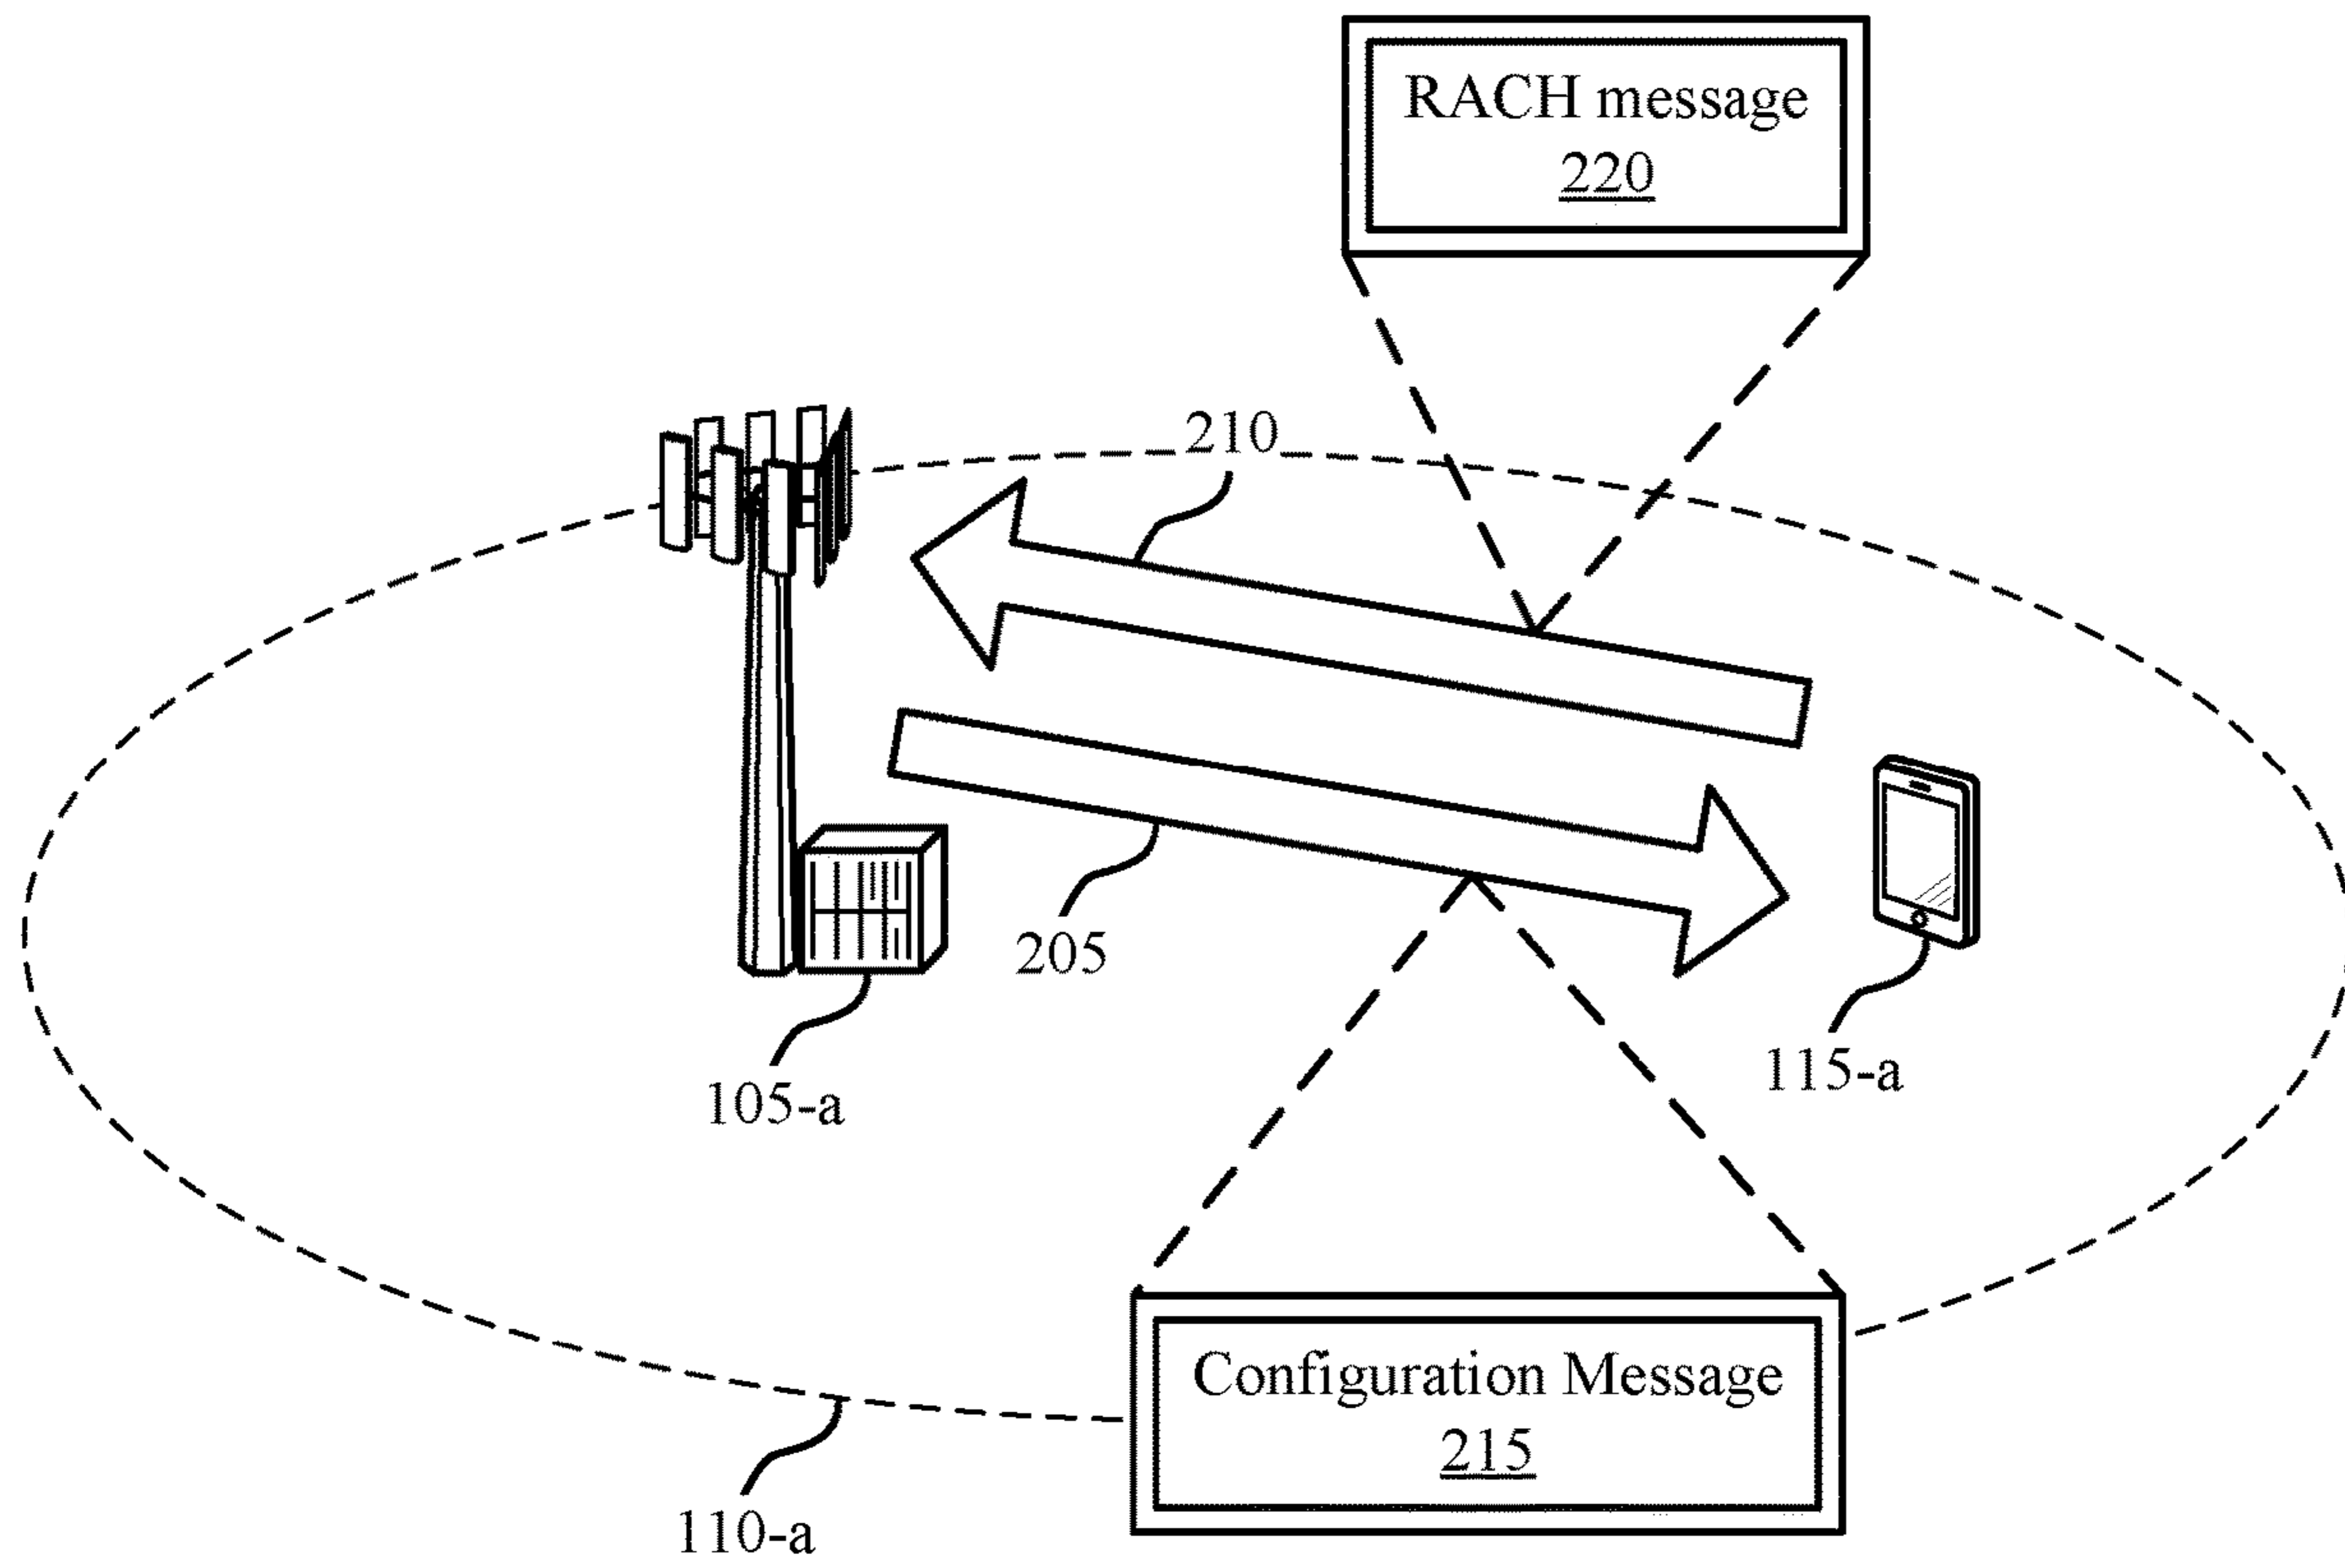 RACH message
220
210
205
105-a
115-a
Configuration Message
215
110-a